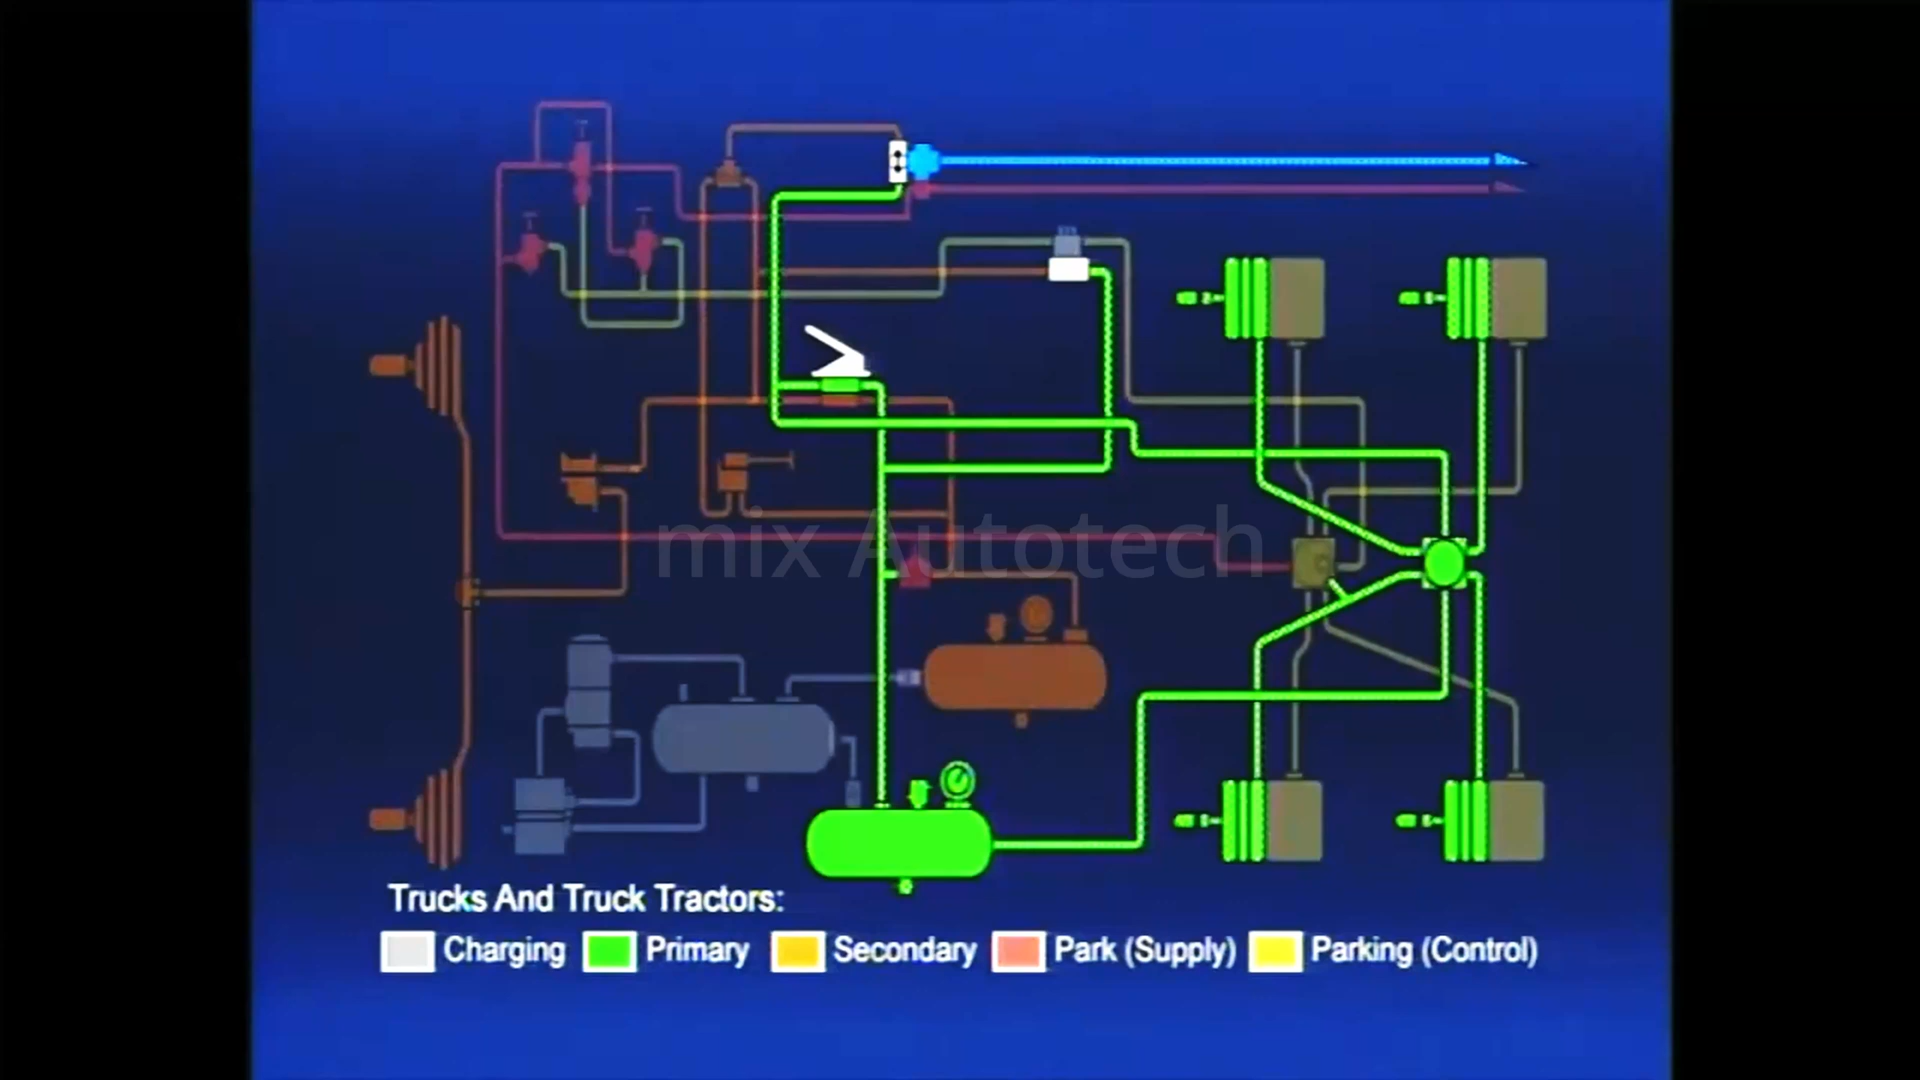 mix Autotech
Trucks And Truck Tractors:
Charging Primary Secondary Park (Supply) Parking (Control)